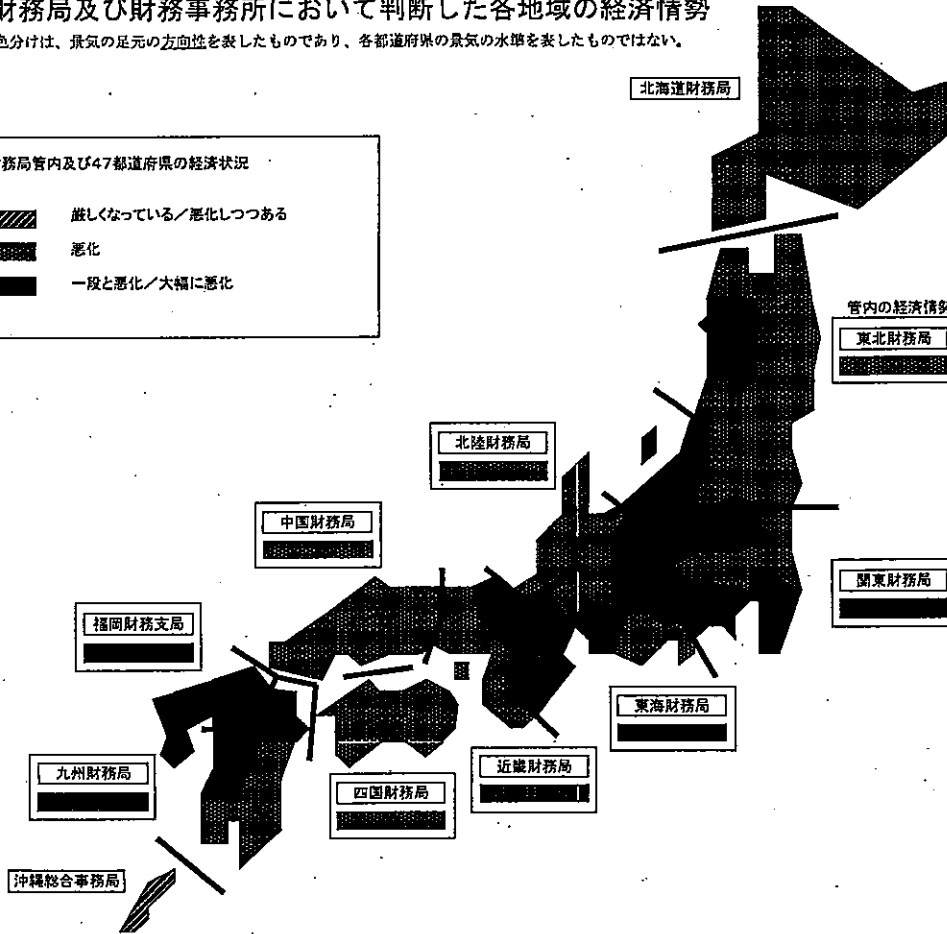 財務局及び財務事務所において判断した各地域の経済情勢
色分けは、景気の足元の方向性を表したものであり、各都道府県の景気の水準を表したものではない。
北海道財務局
務局管内及び47都道府県の経済状況
厳しくなっている／悪化しつつある
悪化
一段と悪化／大幅に悪化
管内の経済情勢
東北財務局
北陸財務局
中国財務局
関東財務局
福岡財務支局
東海財務局
近畿財務局
九州財務局
四国財務局
沖縄総合事務局